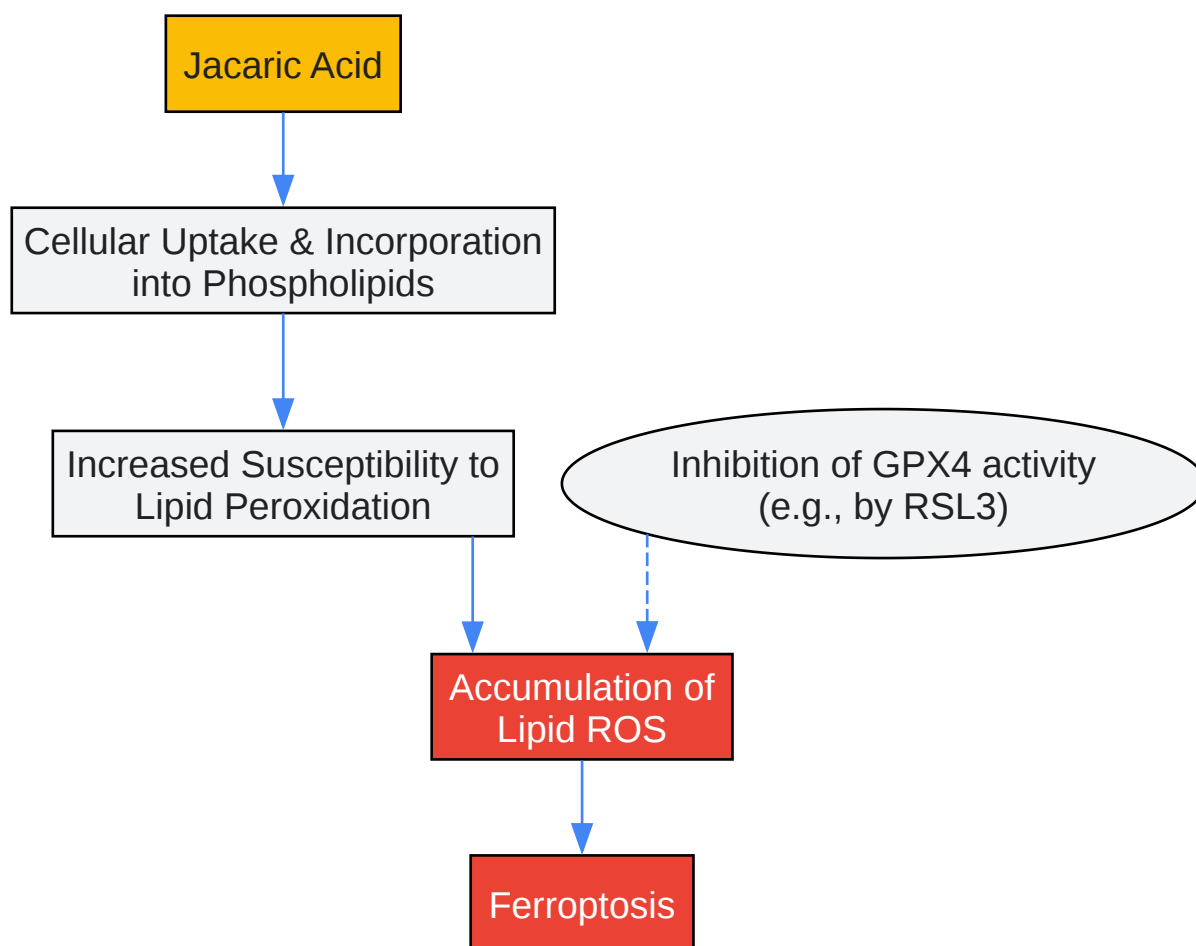 Jacaric Acid
Cellular Uptake & Incorporation
into Phospholipids
Increased Susceptibility to
Lipid Peroxidation
Inhibition of GPX4 activity
(e.g., by RSL3)
Accumulation of
Lipid ROS
Ferroptosis